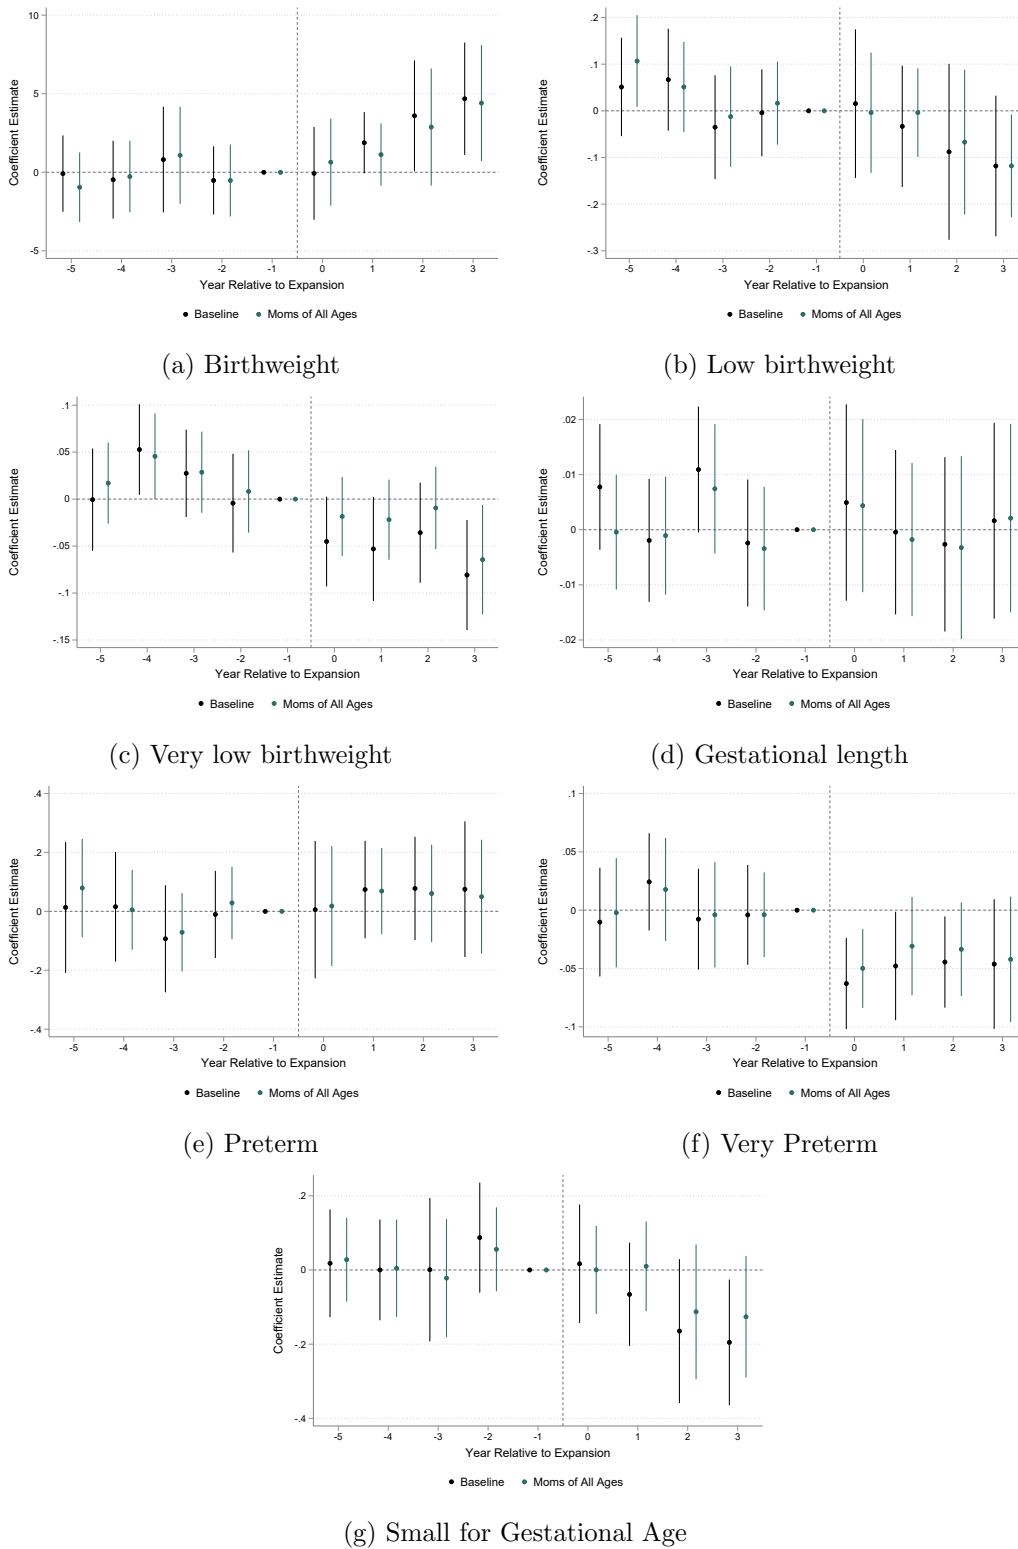 10
5
0
-5
Coefficient Estimate
-5 -4 -3 -2 -1 0 1 2 3
Year Relative to Expansion
Baseline Moms of All Ages
(a) Birthweight
.2
.1
0
-.1
-.2
-.3
Coefficient Estimate
-5 -4 -3 -2 -1 0 1 2 3
Year Relative to Expansion
Baseline Moms of All Ages
(b) Low birthweight
.1
.05
0
-.05
-.1
-.15
Coefficient Estimate
-5 -4 -3 -2 -1 0 1 2 3
Year Relative to Expansion
Baseline Moms of All Ages
(c) Very low birthweight
.02
.01
0
-.01
-.02
Coefficient Estimate
-5 -4 -3 -2 -1 0 1 2 3
Year Relative to Expansion
Baseline Moms of All Ages
(d) Gestational length
.4
.2
0
-.2
-.4
Coefficient Estimate
-5 -4 -3 -2 -1 0 1 2 3
Year Relative to Expansion
Baseline Moms of All Ages
(e) Preterm
.1
.05
0
-.05
-.1
Coefficient Estimate
-5 -4 -3 -2 -1 0 1 2 3
Year Relative to Expansion
Baseline Moms of All Ages
(f) Very Preterm
.2
0
-.2
-.4
Coefficient Estimate
-5 -4 -3 -2 -1 0 1 2 3
Year Relative to Expansion
Baseline Moms of All Ages
(g) Small for Gestational Age